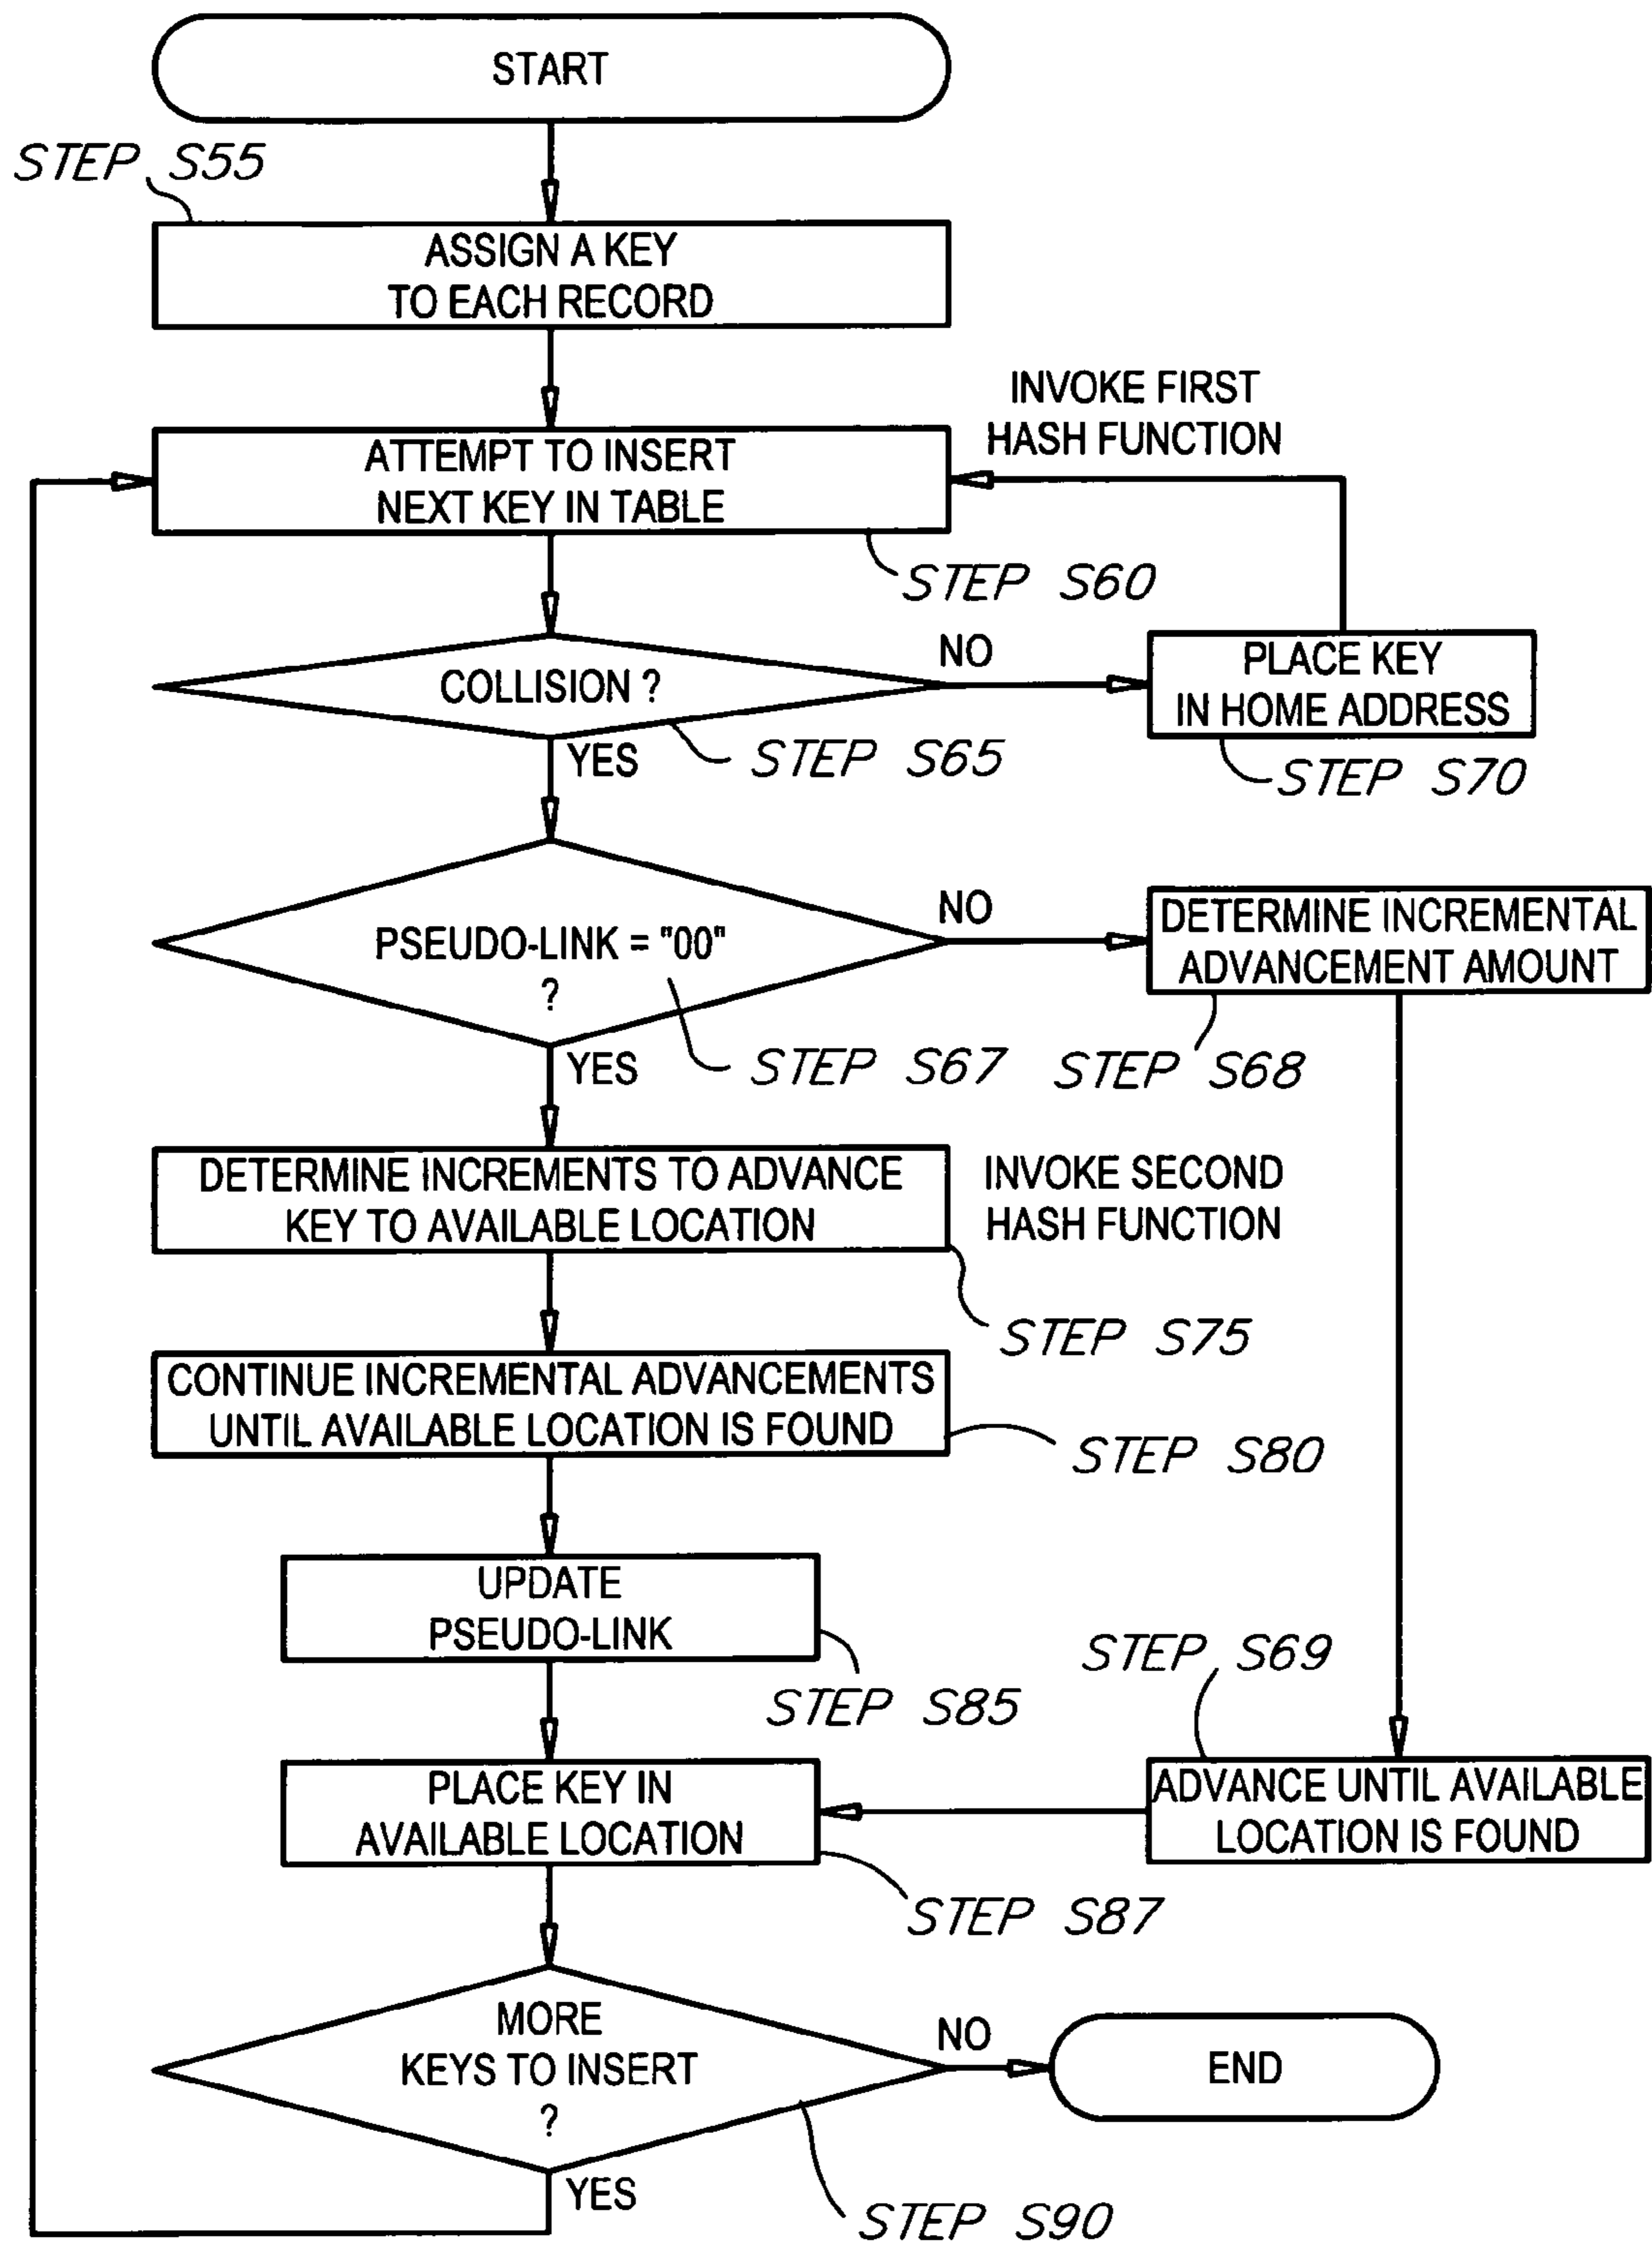 START
STEP S55
ASSIGN A KEY
TO EACH RECORD
INVOKE FIRST
HASH FUNCTION
ATTEMPT TO INSERT
NEXT KEY IN TABLE
STEP S60
COLLISION ?
NO
PLACE KEY
IN HOME ADDRESS
YES
STEP S65
STEP S70
PSEUDO-LINK = "00"
?
NO
DETERMINE INCREMENTAL
ADVANCEMENT AMOUNT
YES
STEP S67
STEP S68
DETERMINE INCREMENTS TO ADVANCE
KEY TO AVAILABLE LOCATION
INVOKE SECOND
HASH FUNCTION
STEP S75
CONTINUE INCREMENTAL ADVANCEMENTS
UNTIL AVAILABLE LOCATION IS FOUND
STEP S80
UPDATE
PSEUDO-LINK
STEP S85
STEP S69
PLACE KEY IN
AVAILABLE LOCATION
ADVANCE UNTIL AVAILABLE
LOCATION IS FOUND
STEP S87
MORE
KEYS TO INSERT
?
NO
END
YES
STEP S90